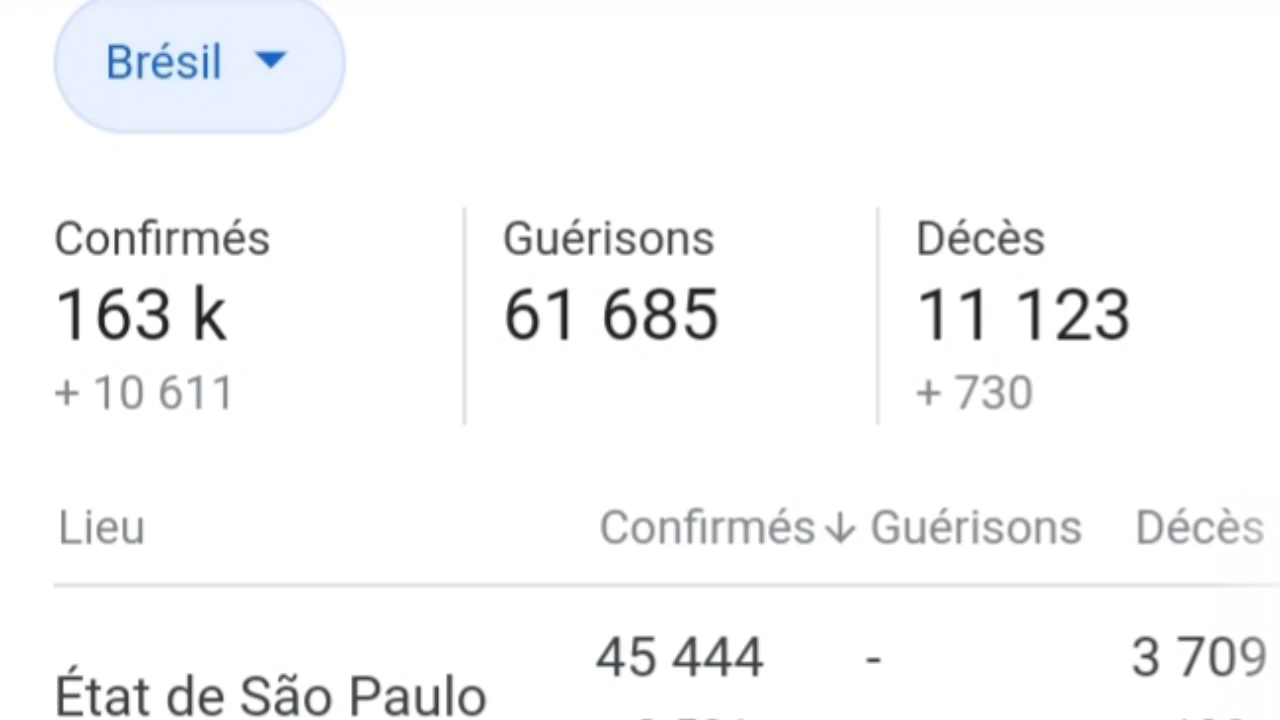 Brésil
Confirmés Guérisons Décès
163 k 61 685 11 123
+ 10 611 + 730
Lieu Confirmés↓ Guérisons Décès
45 444 - 3 709
État de São Paulo